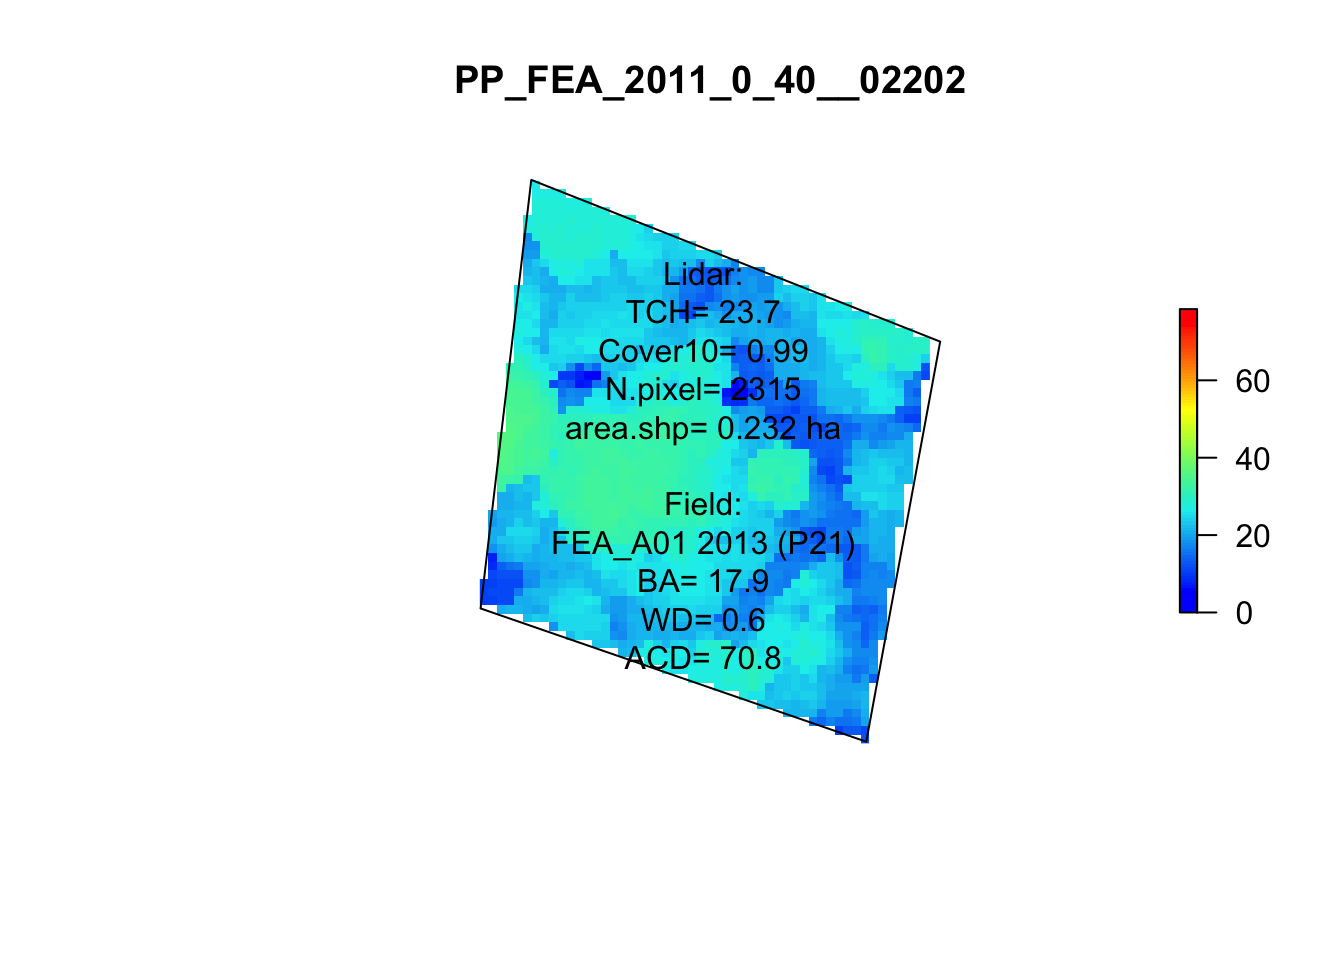 PP_FEA_2011_0_40__02202
Lidar:
TCH= 23.7
Cover10= 0.99
N.pixel= 2315
area.shp= 0.232 ha
Field:
FEA_A01 2013 (P21)
BA= 17.9
WD= 0.6
ACD= 70.8
60
40
20
0